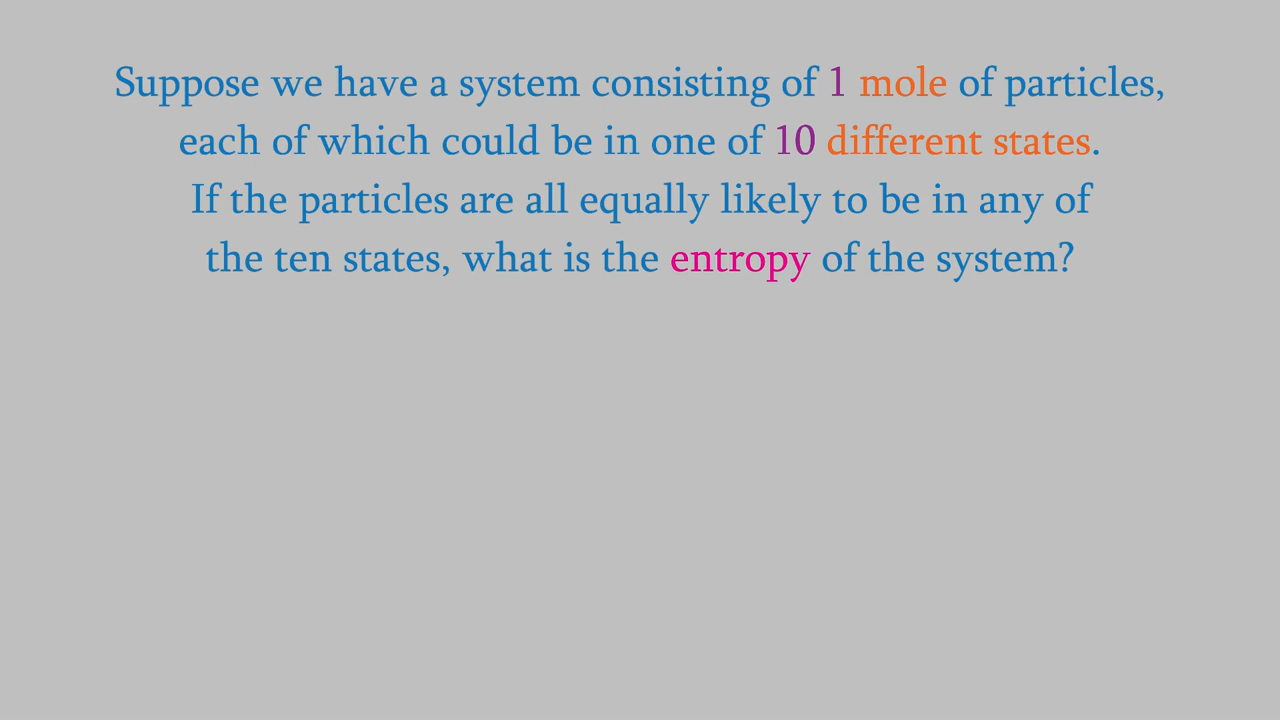 Suppose we have a system consisting of 1 mole of particles,
each of which could be in one of 10 different states.
If the particles are all equally likely to be in any of
the ten states, what is the entropy of the system?